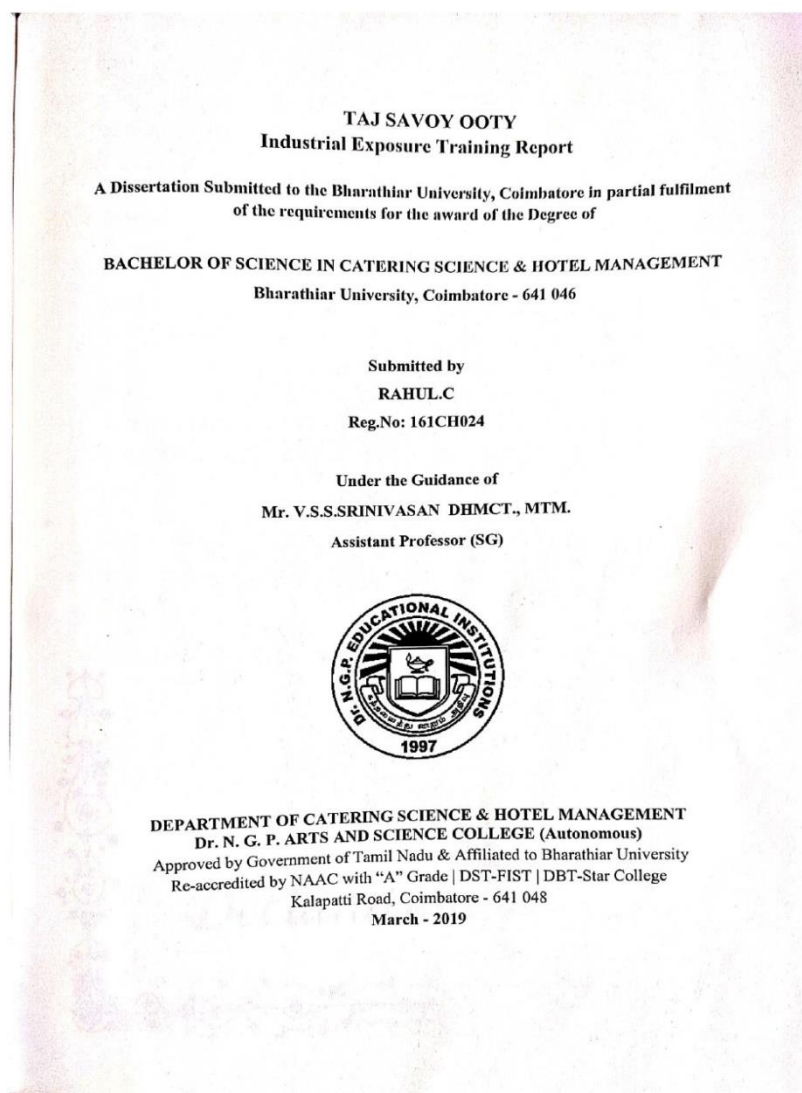 TAJ SAVOY OOTY
Industrial Exposure Training Report
A Dissertation Submitted to the Bharathiar University, Coimbatore in partial fulfilment
of the requirements for the award of the Degree of
BACHELOR OF SCIENCE IN CATERING SCIENCE & HOTEL MANAGEMENT
Bharathiar University, Coimbatore - 641 046
Submitted by
RAHUL.C
Reg.No: 161CH024
Under the Guidance of
Mr. V.S.S.SRINIVASAN DHMCT., MTM.
Assistant Professor (SG)
Dr. N.G.P. EDUCATIONAL INSTITUTIONS
1997
DEPARTMENT OF CATERING SCIENCE & HOTEL MANAGEMENT
Dr. N. G. P. ARTS AND SCIENCE COLLEGE (Autonomous)
Approved by Government of Tamil Nadu & Affiliated to Bharathiar University
Re-accredited by NAAC with “A” Grade | DST-FIST | DBT-Star College
Kalapatti Road, Coimbatore - 641 048
March - 2019